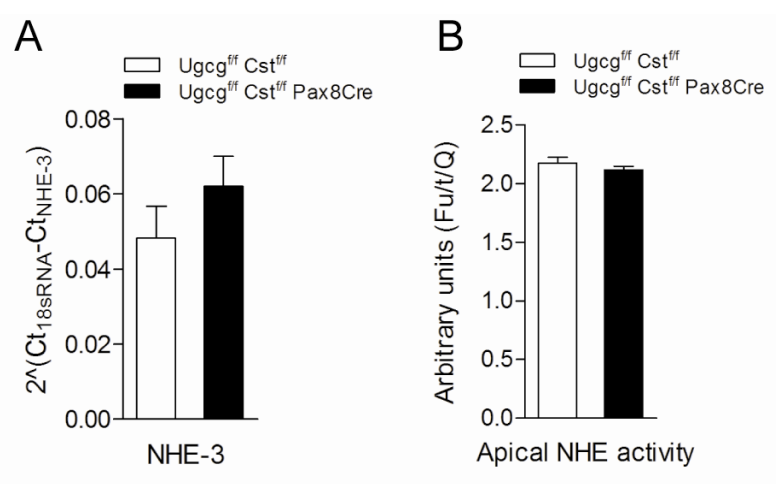 A
Ugcg^f/f Cst^f/f
Ugcg^f/f Cst^f/f Pax8Cre
0.08
0.06
0.04
0.02
0.00
2^(Ct18sRNA-CtNHE-3)
NHE-3
B
Ugcg^f/f Cst^f/f
Ugcg^f/f Cst^f/f Pax8Cre
2.5
2.0
1.5
1.0
0.5
0.0
Arbitrary units (Fu/t/Q)
Apical NHE activity